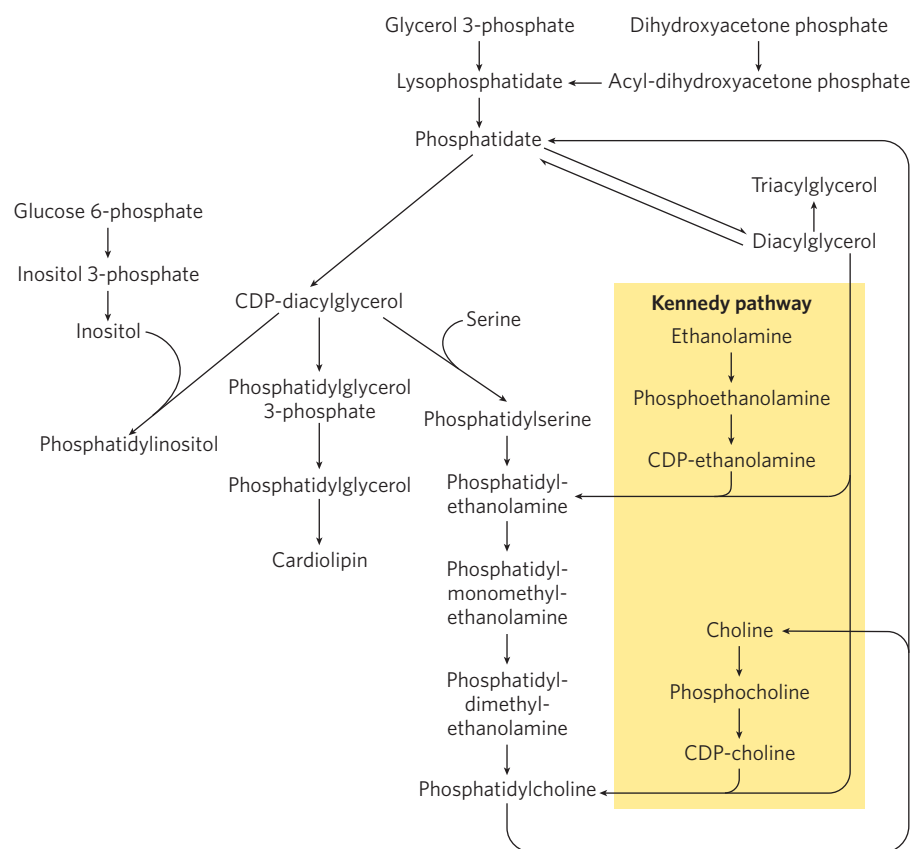 Glycerol 3-phosphate
Dihydroxyacetone phosphate
Lysophosphatidate
Acyl-dihydroxyacetone phosphate
Phosphatidate
Triacylglycerol
Glucose 6-phosphate
Diacylglycerol
Inositol 3-phosphate
CDP-diacylglycerol
Kennedy pathway
Serine
Inositol
Ethanolamine
Phosphatidylglycerol
3-phosphate
Phosphoethanolamine
Phosphatidylserine
Phosphatidylinositol
CDP-ethanolamine
Phosphatidylglycerol
Phosphatidyl-
ethanolamine
Cardiolipin
Phosphatidyl-
monomethyl-
ethanolamine
Choline
Phosphatidyl-
dimethyl-
ethanolamine
Phosphocholine
CDP-choline
Phosphatidylcholine